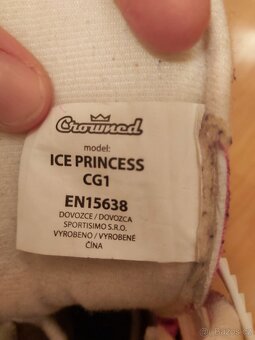 Crowned
model:
ICE PRINCESS
CG1
EN15638
DOVOZCE / DOVOZCA
SPORTISIMO S.R.O.
VYROBENO / VYROBENÉ
ČÍNA